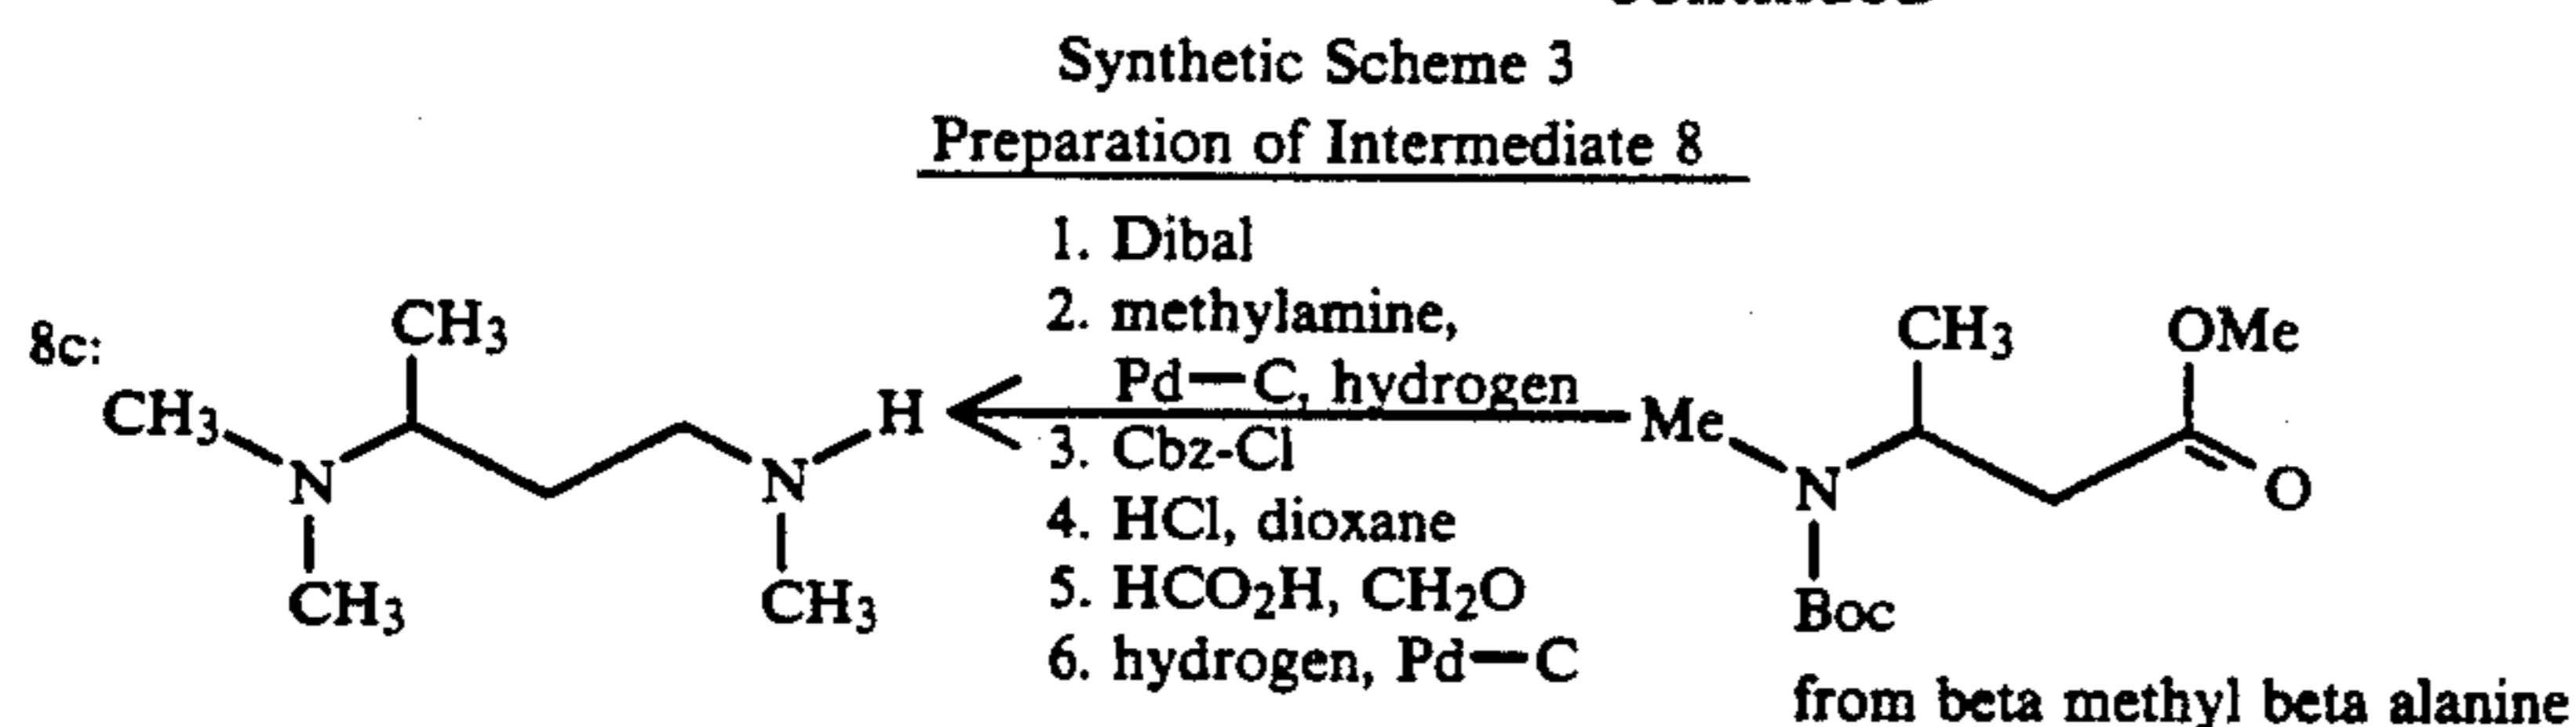 Synthetic Scheme 3
Preparation of Intermediate 8
1. Dibal
2. methylamine,
Pd—C, hydrogen
3. Cbz-Cl
4. HCl, dioxane
5. HCO2H, CH2O
6. hydrogen, Pd—C
8c:
CH3
CH3
N
CH3
H
N
CH3
CH3
OMe
Me
N
O
Boc
from beta methyl beta alanine